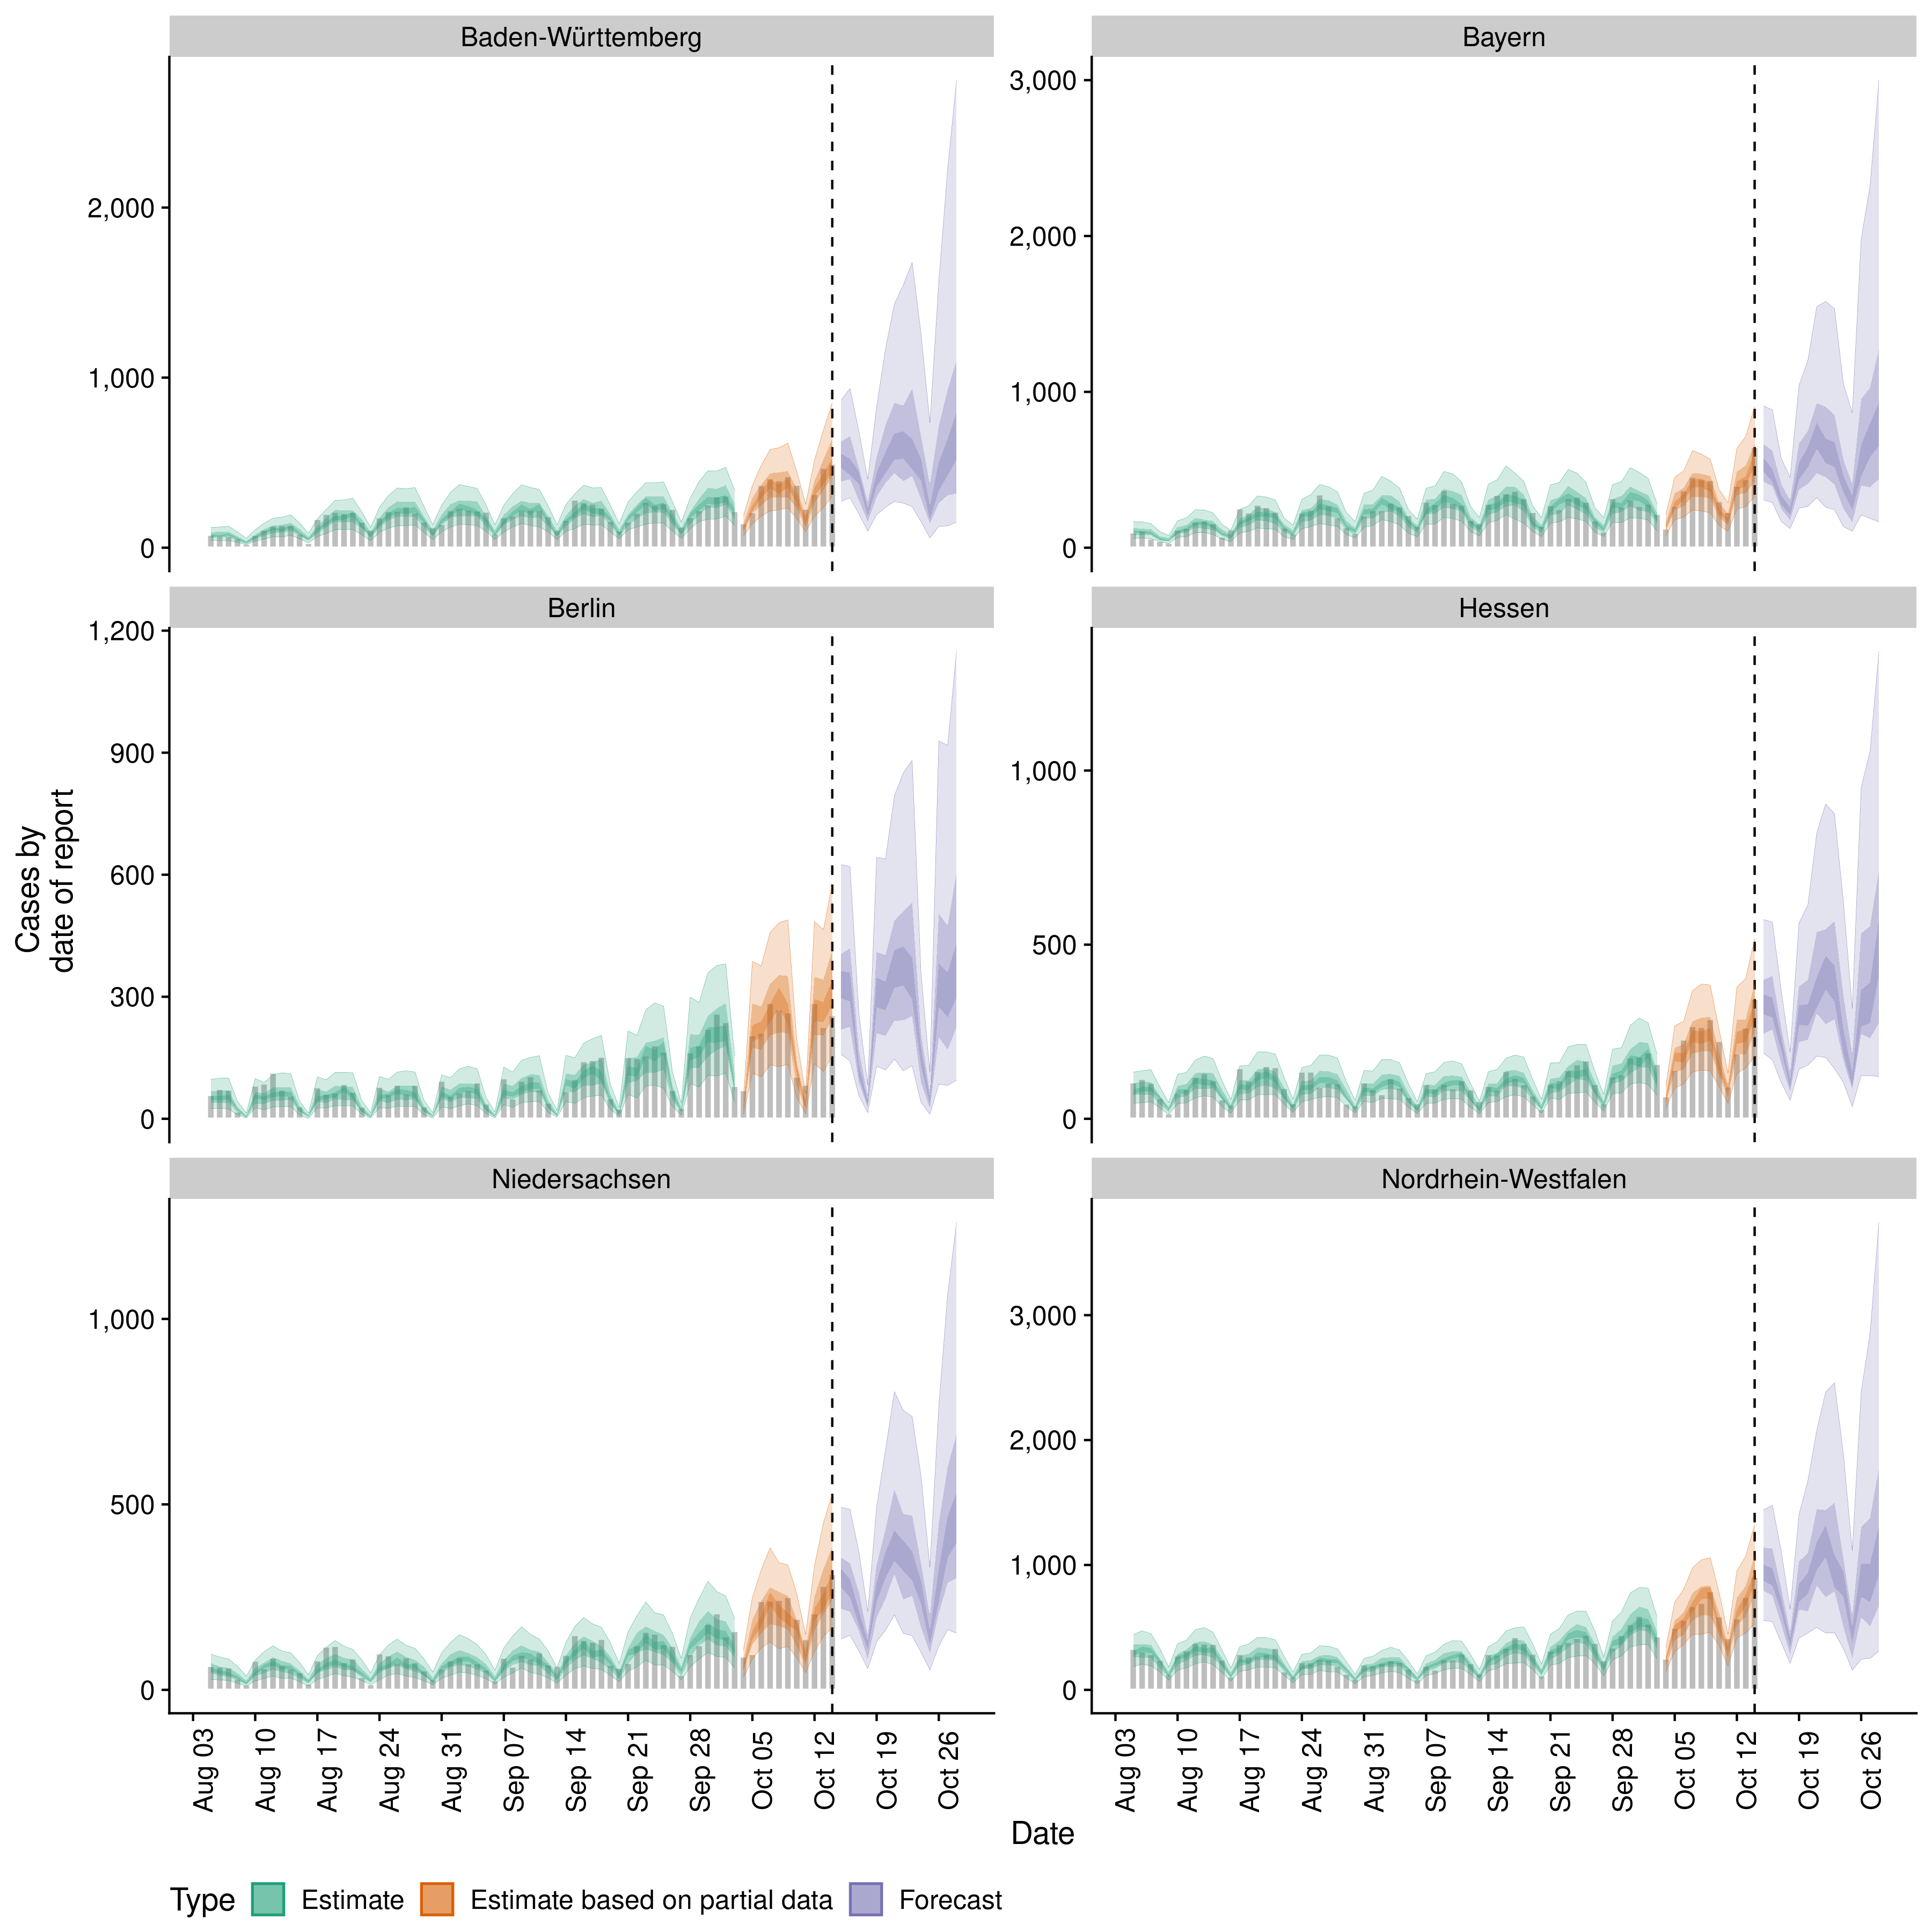 Baden-Württemberg
Bayern
2,000
1,000
0
3,000
2,000
1,000
0
Berlin
Hessen
1,200
900
600
300
0
1,000
500
0
Cases by
date of report
Niedersachsen
Nordrhein-Westfalen
1,000
500
0
3,000
2,000
1,000
0
Aug 03
Aug 10
Aug 17
Aug 24
Aug 31
Sep 07
Sep 14
Sep 21
Sep 28
Oct 05
Oct 12
Oct 19
Oct 26
Aug 03
Aug 10
Aug 17
Aug 24
Aug 31
Sep 07
Sep 14
Sep 21
Sep 28
Oct 05
Oct 12
Oct 19
Oct 26
Date
Type Estimate Estimate based on partial data Forecast